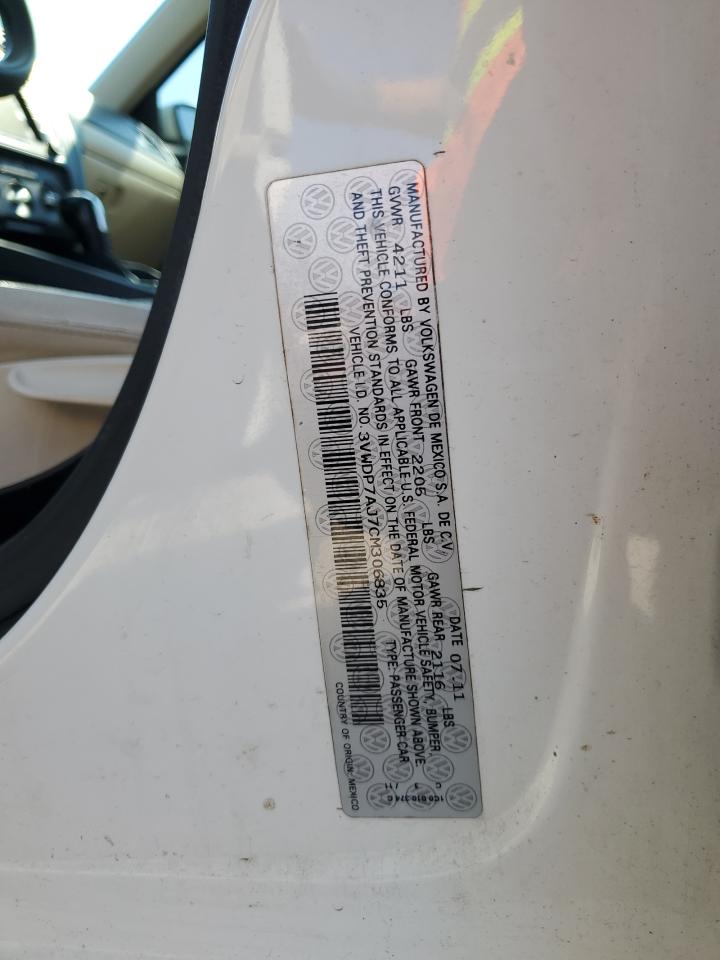 MANUFACTURED BY VOLKSWAGEN DE MEXICO S.A. DE C.V. DATE 07/11
GVWR 4211 LBS GAWR FRONT 2205 LBS GAWR REAR 2116 LBS
THIS VEHICLE CONFORMS TO ALL APPLICABLE U.S. FEDERAL MOTOR VEHICLE SAFETY, BUMPER,
AND THEFT PREVENTION STANDARDS IN EFFECT ON THE DATE OF MANUFACTURE SHOWN ABOVE.
VEHICLE I.D. NO. 3VWDP7AJ7CM306835 TYPE: PASSENGER CAR
COUNTRY OF ORIGIN: MEXICO